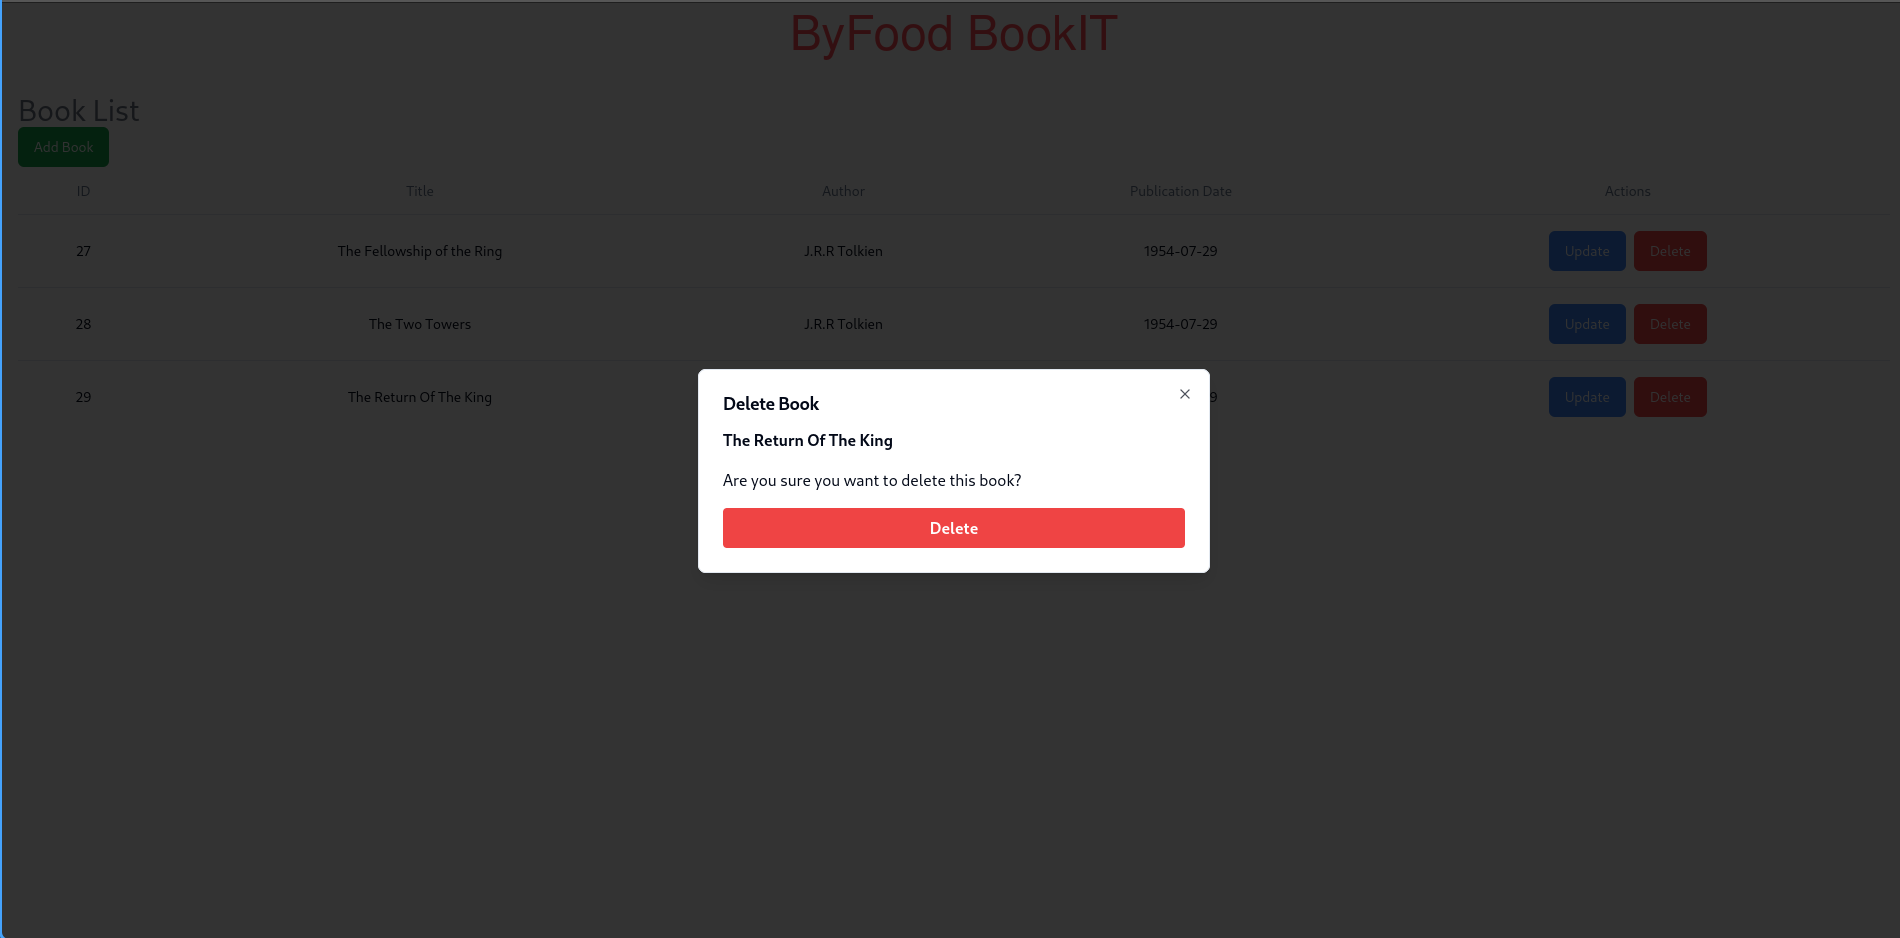 ByFood BookIT
Book List
Add Book
ID Title Author Publication Date Actions
27 The Fellowship of the Ring J.R.R Tolkien 1954-07-29 Update Delete
28 The Two Towers J.R.R Tolkien 1954-07-29 Update Delete
29 The Return Of The King 9 Update Delete
Delete Book
The Return Of The King
Are you sure you want to delete this book?
Delete